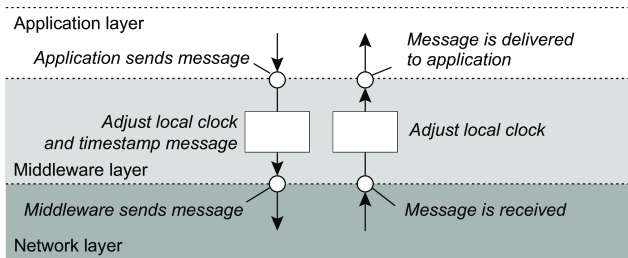 Application layer
Application sends message
Message is delivered
to application
Adjust local clock
and timestamp message
Adjust local clock
Middleware layer
Middleware sends message
Message is received
Network layer